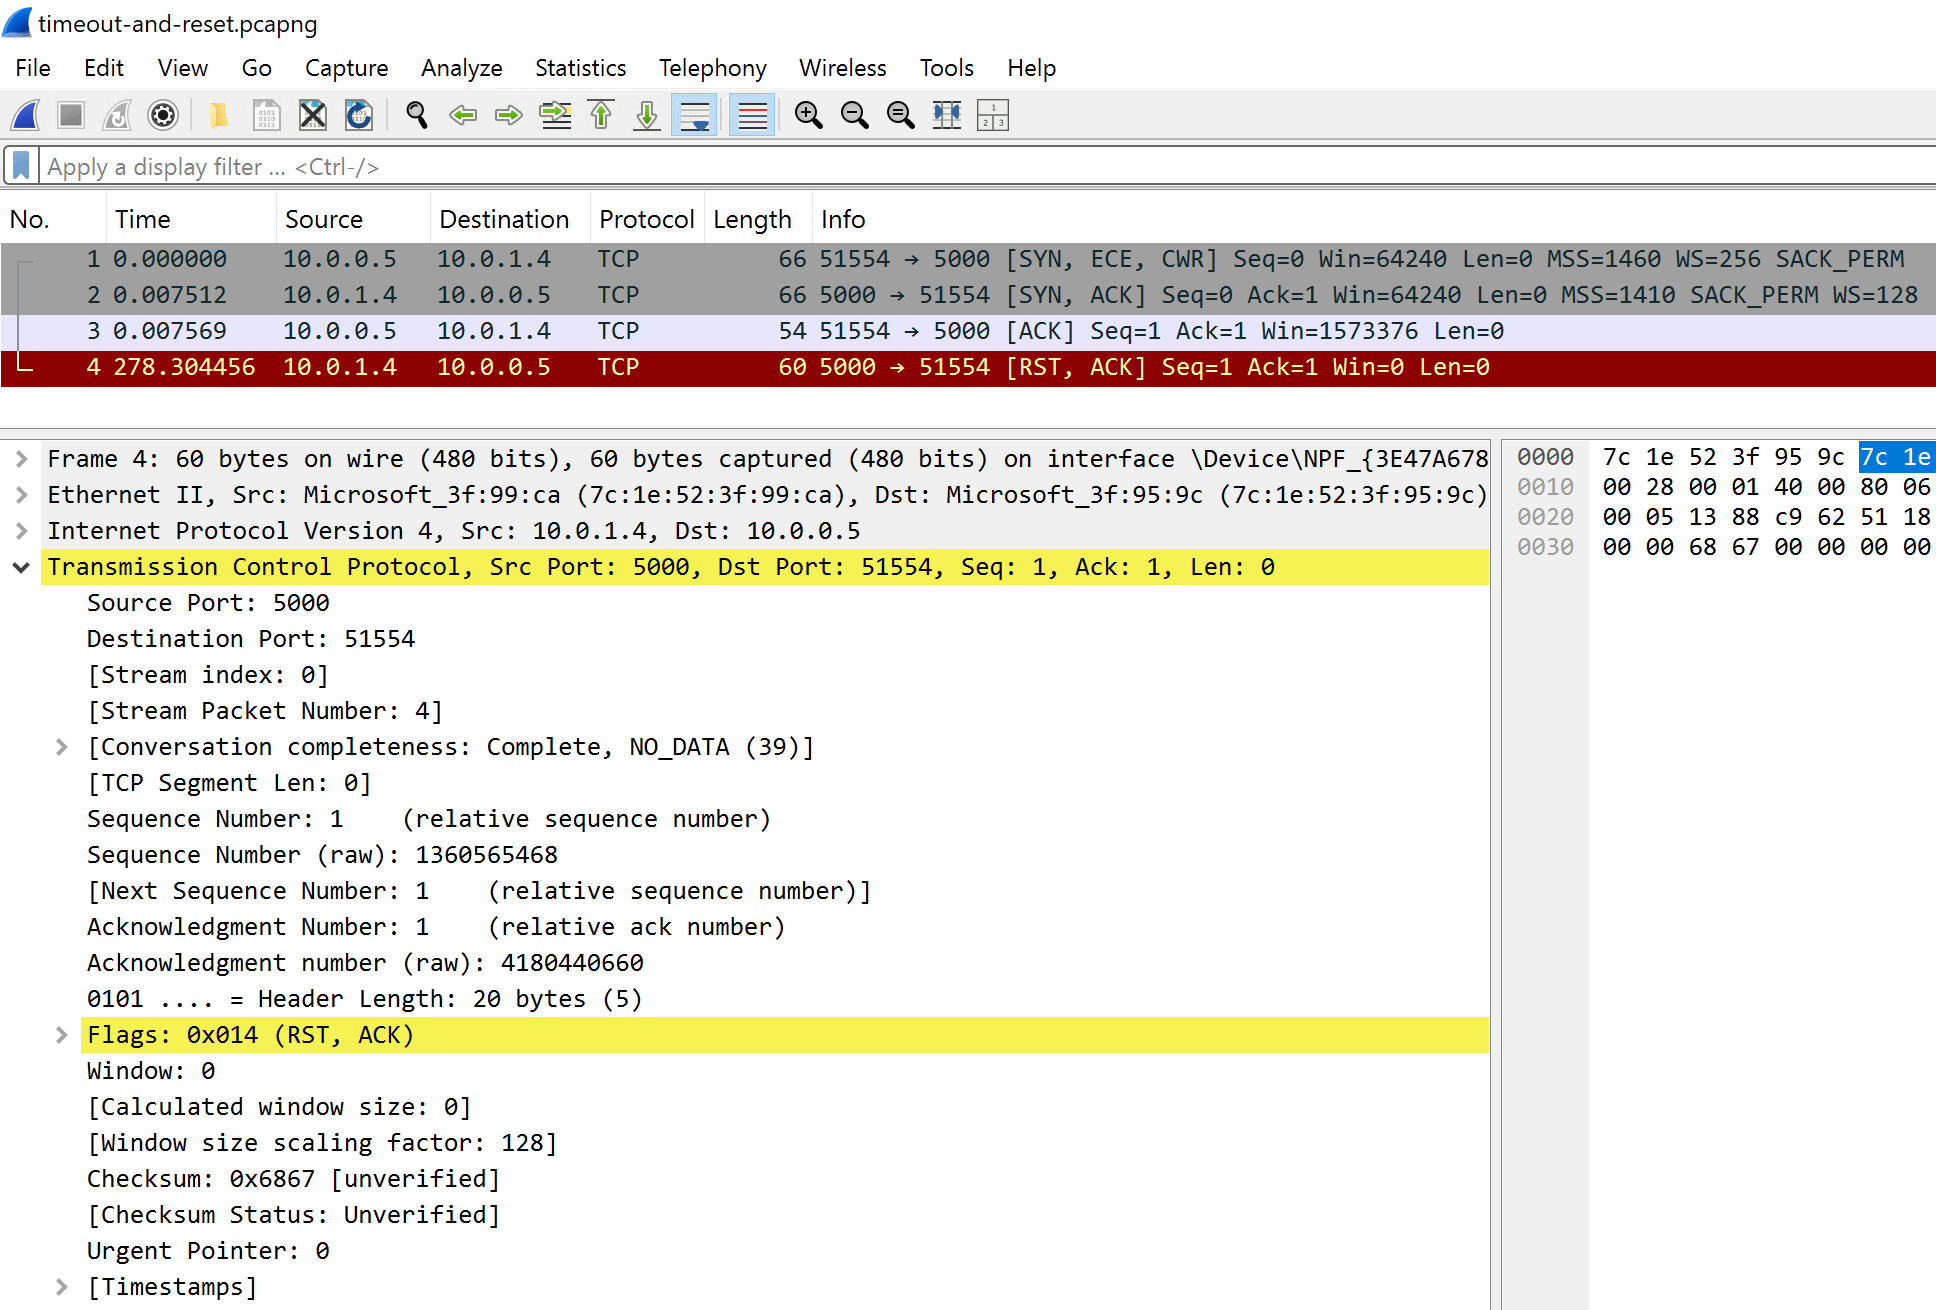 timeout-and-reset.pcapng
File Edit View Go Capture Analyze Statistics Telephony Wireless Tools Help
Apply a display filter ... <Ctrl-/>
No. Time Source Destination Protocol Length Info
1 0.000000 10.0.0.5 10.0.1.4 TCP 66 51554 → 5000 [SYN, ECE, CWR] Seq=0 Win=64240 Len=0 MSS=1460 WS=256 SACK_PERM
2 0.007512 10.0.1.4 10.0.0.5 TCP 66 5000 → 51554 [SYN, ACK] Seq=0 Ack=1 Win=64240 Len=0 MSS=1410 SACK_PERM WS=128
3 0.007569 10.0.0.5 10.0.1.4 TCP 54 51554 → 5000 [ACK] Seq=1 Ack=1 Win=1573376 Len=0
4 278.304456 10.0.1.4 10.0.0.5 TCP 60 5000 → 51554 [RST, ACK] Seq=1 Ack=1 Win=0 Len=0
Frame 4: 60 bytes on wire (480 bits), 60 bytes captured (480 bits) on interface \Device\NPF_{3E47A678
Ethernet II, Src: Microsoft_3f:99:ca (7c:1e:52:3f:99:ca), Dst: Microsoft_3f:95:9c (7c:1e:52:3f:95:9c)
Internet Protocol Version 4, Src: 10.0.1.4, Dst: 10.0.0.5
Transmission Control Protocol, Src Port: 5000, Dst Port: 51554, Seq: 1, Ack: 1, Len: 0
Source Port: 5000
Destination Port: 51554
[Stream index: 0]
[Stream Packet Number: 4]
[Conversation completeness: Complete, NO_DATA (39)]
[TCP Segment Len: 0]
Sequence Number: 1 (relative sequence number)
Sequence Number (raw): 1360565468
[Next Sequence Number: 1 (relative sequence number)]
Acknowledgment Number: 1 (relative ack number)
Acknowledgment number (raw): 4180440660
0101 .... = Header Length: 20 bytes (5)
Flags: 0x014 (RST, ACK)
Window: 0
[Calculated window size: 0]
[Window size scaling factor: 128]
Checksum: 0x6867 [unverified]
[Checksum Status: Unverified]
Urgent Pointer: 0
[Timestamps]
0000 7c 1e 52 3f 95 9c 7c 1e
0010 00 28 00 01 40 00 80 06
0020 00 05 13 88 c9 62 51 18
0030 00 00 68 67 00 00 00 00